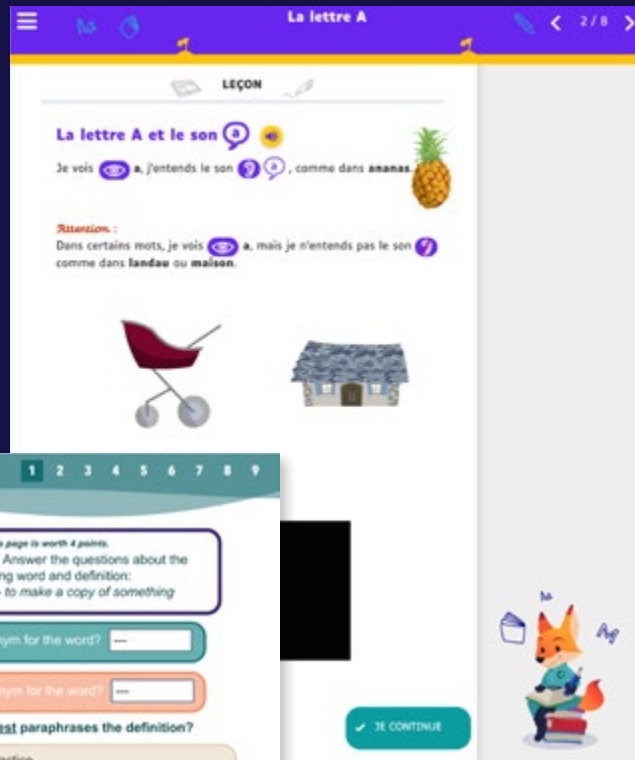 La lettre A
2 / 8
LEÇON
La lettre A et le son a
Je vois a, j'entends le son a, comme dans ananas.
Attention :
Dans certains mots, je vois a, mais je n'entends pas le son
comme dans landau ou maison.
1 2 3 4 5 6 7 8 9
page is worth 4 points.
Answer the questions about the
word and definition:
to make a copy of something
for the word? ---
for the word? ---
paraphrases the definition?
JE CONTINUE